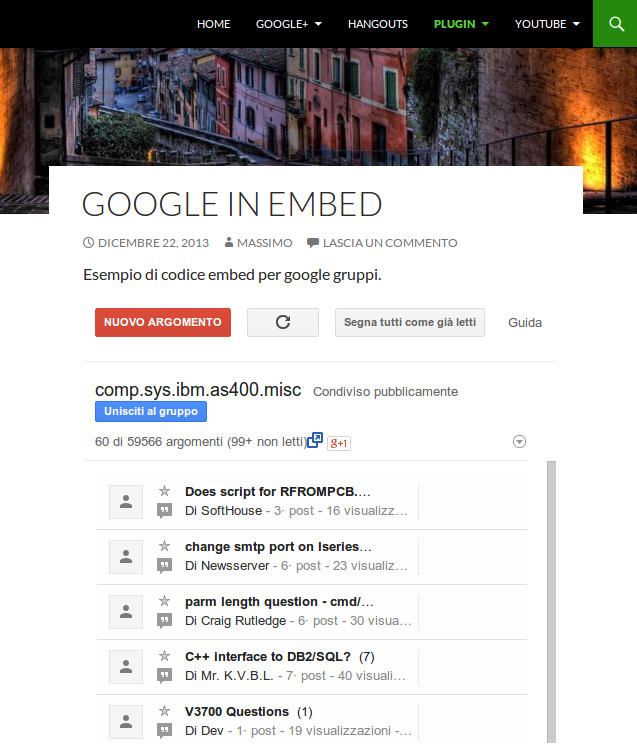 HOME GOOGLE+ HANGOUTS PLUGIN YOUTUBE
GOOGLE IN EMBED
DICEMBRE 22, 2013 MASSIMO LASCIA UN COMMENTO
Esempio di codice embed per google gruppi.
NUOVO ARGOMENTO Segna tutti come già letti Guida
comp.sys.ibm.as400.misc Condiviso pubblicamente
Unisciti al gruppo
60 di 59566 argomenti (99+ non letti) g+1
Does script for RFROMPCB....
Di SoftHouse - 3· post - 16 visualizz...
change smtp port on Iseries...
Di Newsserver - 6· post - 23 visualiz...
parm length question - cmd/...
Di Craig Rutledge - 6· post - 30 visua...
C++ interface to DB2/SQL? (7)
Di Mr. K.V.B.L. - 7· post - 40 visuali...
V3700 Questions (1)
Di Dev - 1· post - 19 visualizzazioni -...